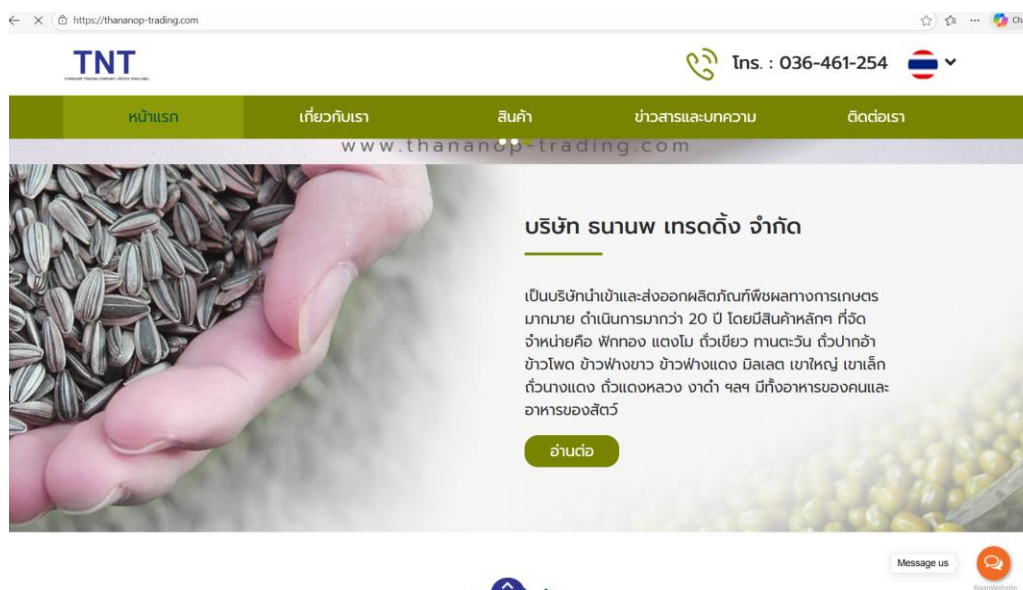 https://thananop-trading.com
TNT
โทร. : 036-461-254
หน้าแรก
เกี่ยวกับเรา
สินค้า
ข่าวสารและบทความ
ติดต่อเรา
www.thananop-trading.com
บริษัท ธนานพ เทรดดิ้ง จำกัด
เป็นบริษัทนำเข้าและส่งออกผลิตภัณฑ์พืชผลทางการเกษตร
มากมาย ดำเนินการมากว่า 20 ปี โดยมีสินค้าหลักๆ ที่จัด
จำหน่ายคือ ฟักทอง แตงโม ถั่วเขียว ทานตะวัน ถั่วปากอ้า
ข้าวโพด ข้าวฟ่างขาว ข้าวฟ่างแดง มิลเลต เขาใหญ่ เขาเล็ก
ถั่วนางแดง ถั่วแดงหลวง งาดำ ฯลฯ มีทั้งอาหารของคนและ
อาหารของสัตว์
อ่านต่อ
Message us